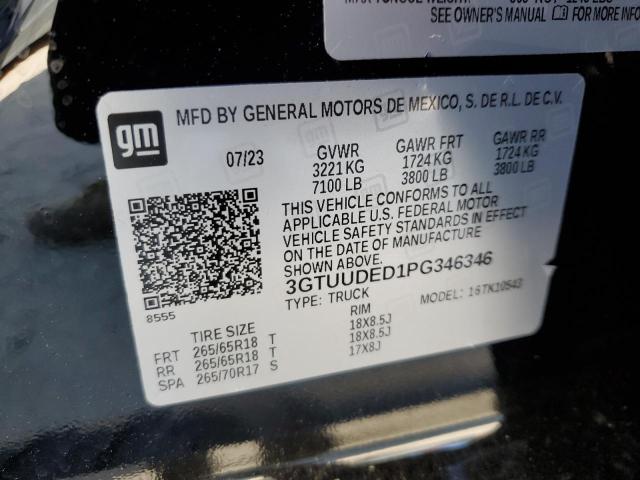 SEE OWNER'S MANUAL FOR MORE INFO
gm
MFD BY GENERAL MOTORS DE MEXICO, S. DE R.L. DE C.V.
07/23 GVWR GAWR FRT GAWR RR
3221 KG 1724 KG 1724 KG
7100 LB 3800 LB 3800 LB
THIS VEHICLE CONFORMS TO ALL
APPLICABLE U.S. FEDERAL MOTOR
VEHICLE SAFETY STANDARDS IN EFFECT
ON THE DATE OF MANUFACTURE
SHOWN ABOVE.
3GTUUDED1PG346346
8555 TYPE: TRUCK MODEL: 16TK10543
TIRE SIZE RIM
FRT 265/65R18 T 18X8.5J
RR 265/65R18 T 18X8.5J
SPA 265/70R17 S 17X8J